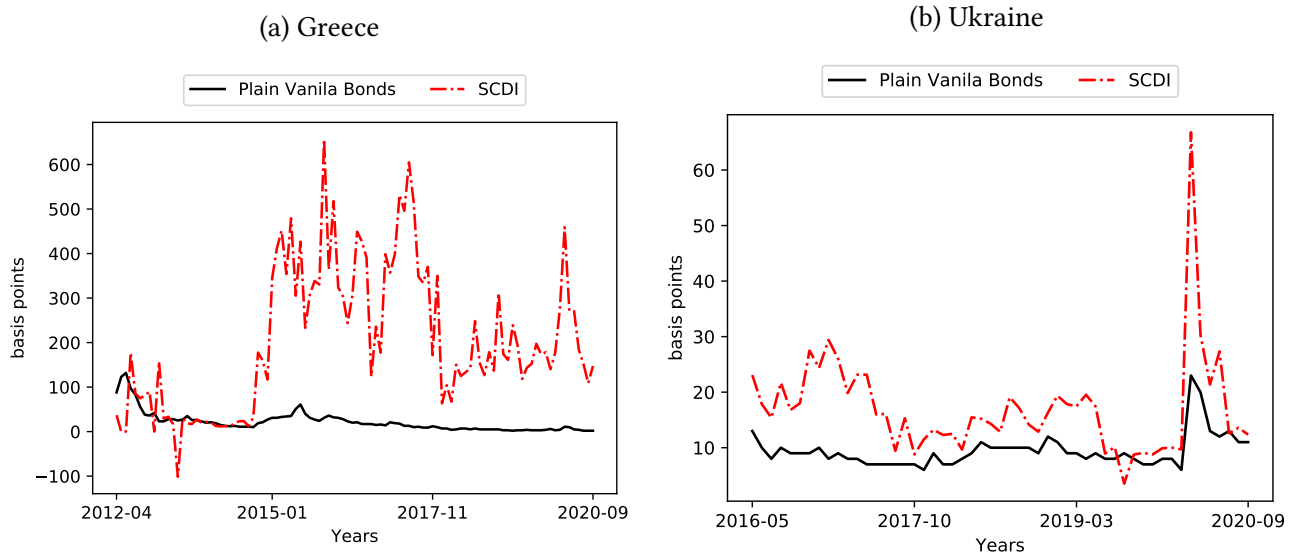 (a) Greece
Plain Vanila Bonds
SCDI
600
500
400
300
200
100
0
−100
basis points
2012-04
2015-01
2017-11
2020-09
Years
(b) Ukraine
Plain Vanila Bonds
SCDI
60
50
40
30
20
10
basis points
2016-05
2017-10
2019-03
2020-09
Years